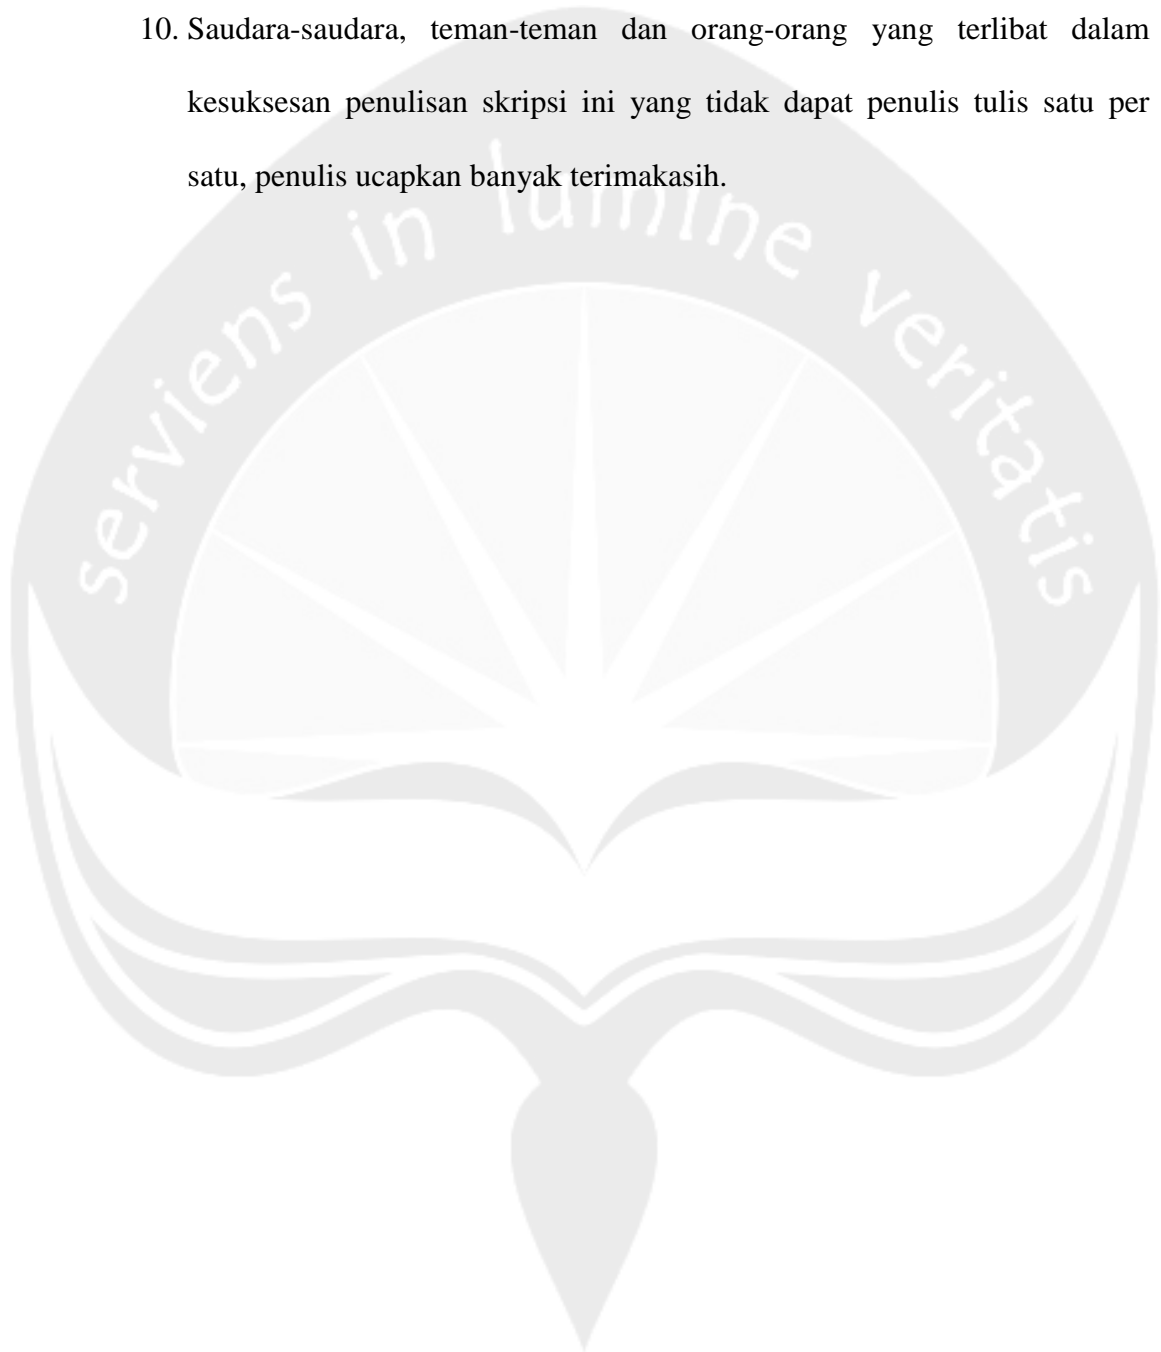 10. Saudara-saudara, teman-teman dan orang-orang yang terlibat dalam
kesuksesan penulisan skripsi ini yang tidak dapat penulis tulis satu per
satu, penulis ucapkan banyak terimakasih.
serviens in lumine veritatis